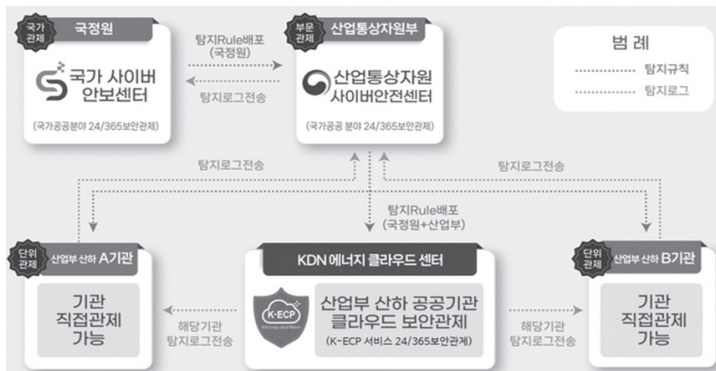 국가
관제
국정원
국가 사이버
안보센터
(국가공공분야 24/365보안관제)
탐지Rule배포
(국정원)
탐지로그전송
부문
관제
산업통상자원부
산업통상자원
사이버안전센터
(국가공공 분야 24/365보안관제)
범 례
탐지규칙
탐지로그
탐지로그전송
탐지로그전송
탐지Rule배포
(국정원+산업부)
단위
관제
산업부 산하 A기관
기관
직접관제
가능
해당기관
탐지로그전송
KDN 에너지 클라우드 센터
K-ECP
산업부 산하 공공기관
클라우드 보안관제
(K-ECP 서비스 24/365보안관제)
해당기관
탐지로그전송
단위
관제
산업부 산하 B기관
기관
직접관제
가능